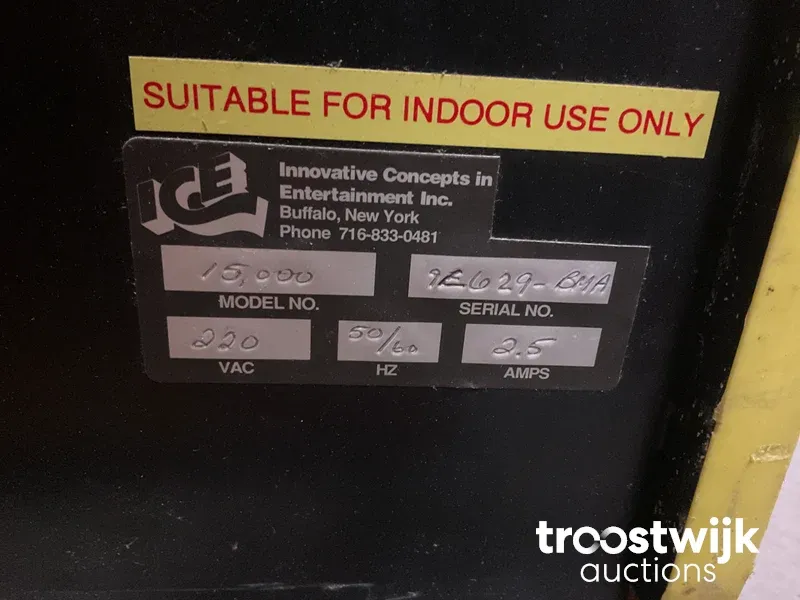 SUITABLE FOR INDOOR USE ONLY
ICE
Innovative Concepts in
Entertainment Inc.
Buffalo, New York
Phone 716-833-0481
15,000
MODEL NO.
9E629-BMA
SERIAL NO.
220
VAC
50/60
HZ
2.5
AMPS
troostwijk
auctions